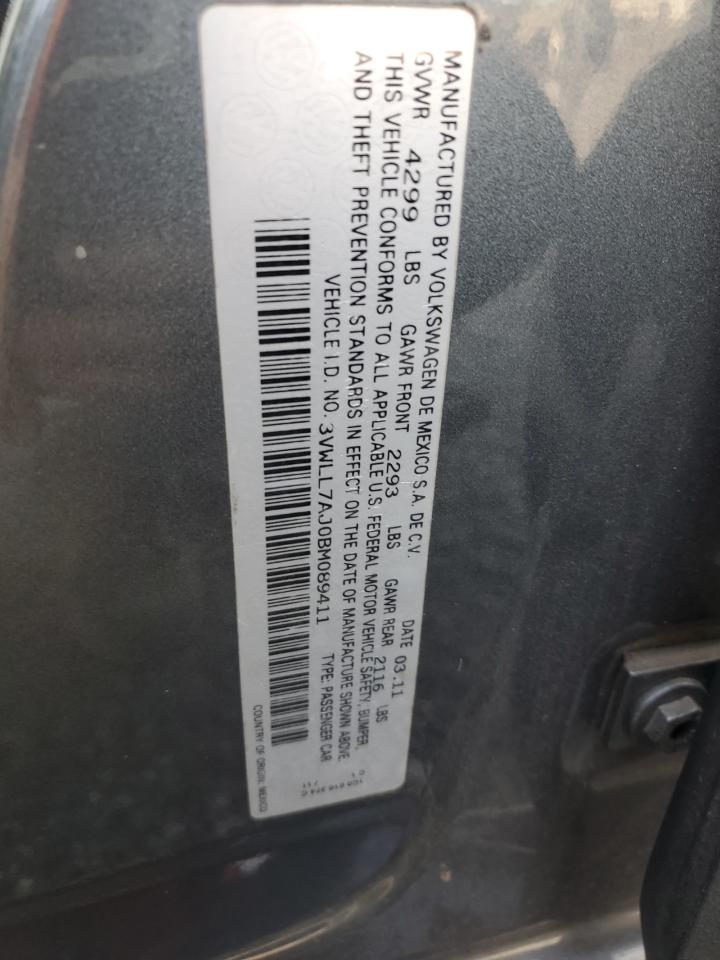 MANUFACTURED BY VOLKSWAGEN DE MEXICO S.A. DE C.V. DATE 03.11
GVWR 4299 LBS GAWR FRONT 2293 LBS GAWR REAR 2116 LBS
THIS VEHICLE CONFORMS TO ALL APPLICABLE U.S. FEDERAL MOTOR VEHICLE SAFETY, BUMPER,
AND THEFT PREVENTION STANDARDS IN EFFECT ON THE DATE OF MANUFACTURE SHOWN ABOVE.
VEHICLE I.D. NO. 3VWLL7AJ0BM089411 TYPE: PASSENGER CAR
COUNTRY OF ORIGIN: MEXICO